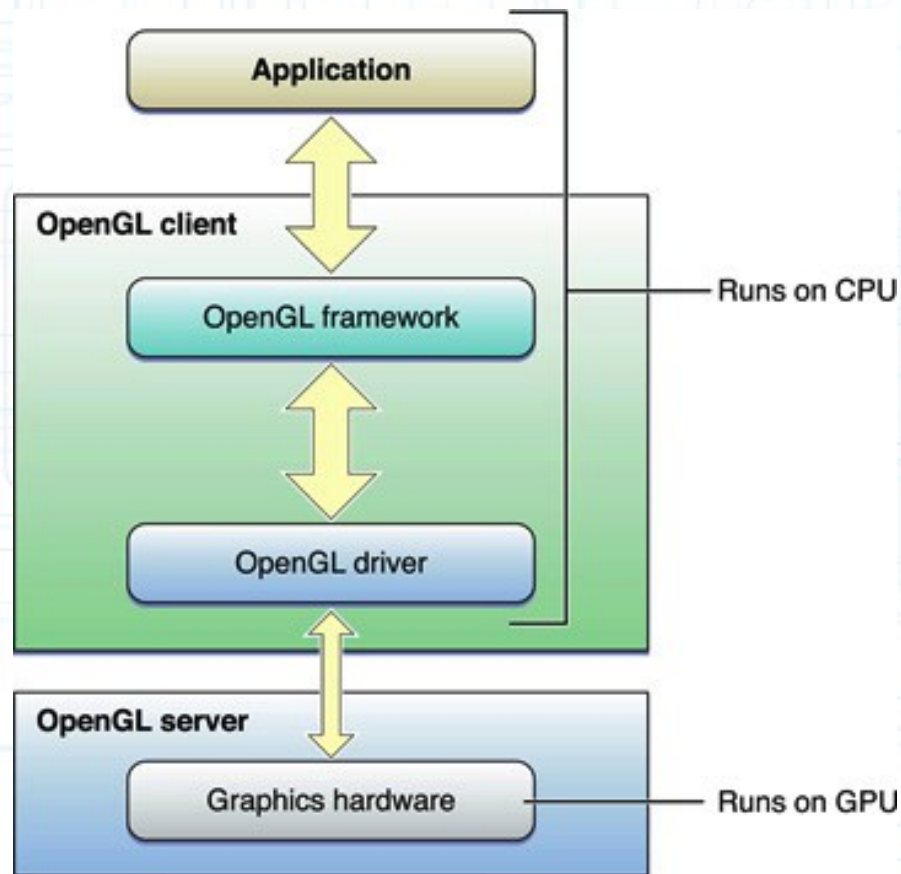 Application
OpenGL client
OpenGL framework
Runs on CPU
OpenGL driver
OpenGL server
Graphics hardware
Runs on GPU